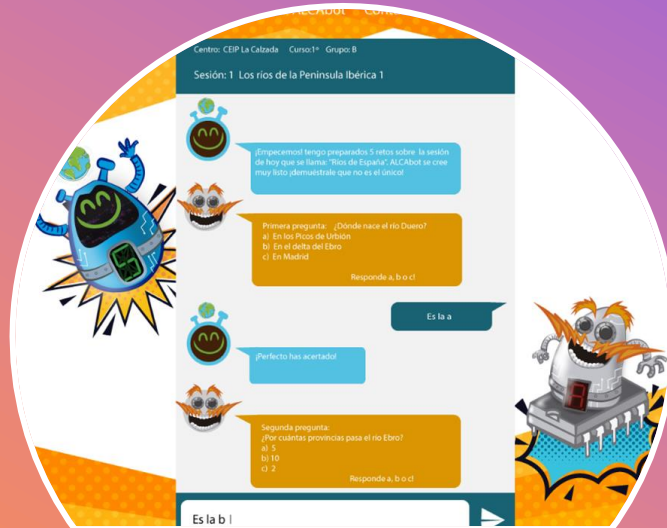 Centro: CEIP La Calzada Curso:1º Grupo: B
Sesión: 1 Los ríos de la Peninsula Ibérica 1
¡Empecemos! tengo preparados 5 retos sobre la sesión
de hoy que se llama: "Ríos de España". ALCAbot se cree
muy listo ¡demuéstrale que no es el único!
Primera pregunta: ¿Dónde nace el río Duero?
a) En los Picos de Urbión
b) En el delta del Ebro
c) En Madrid
Responde a, b o c!
Es la a
¡Perfecto has acertado!
Segunda pregunta:
¿Por cuántas provincias pasa el río Ebro?
a) 5
b) 10
c) 2
Responde a, b o c!
Es la b
S
A